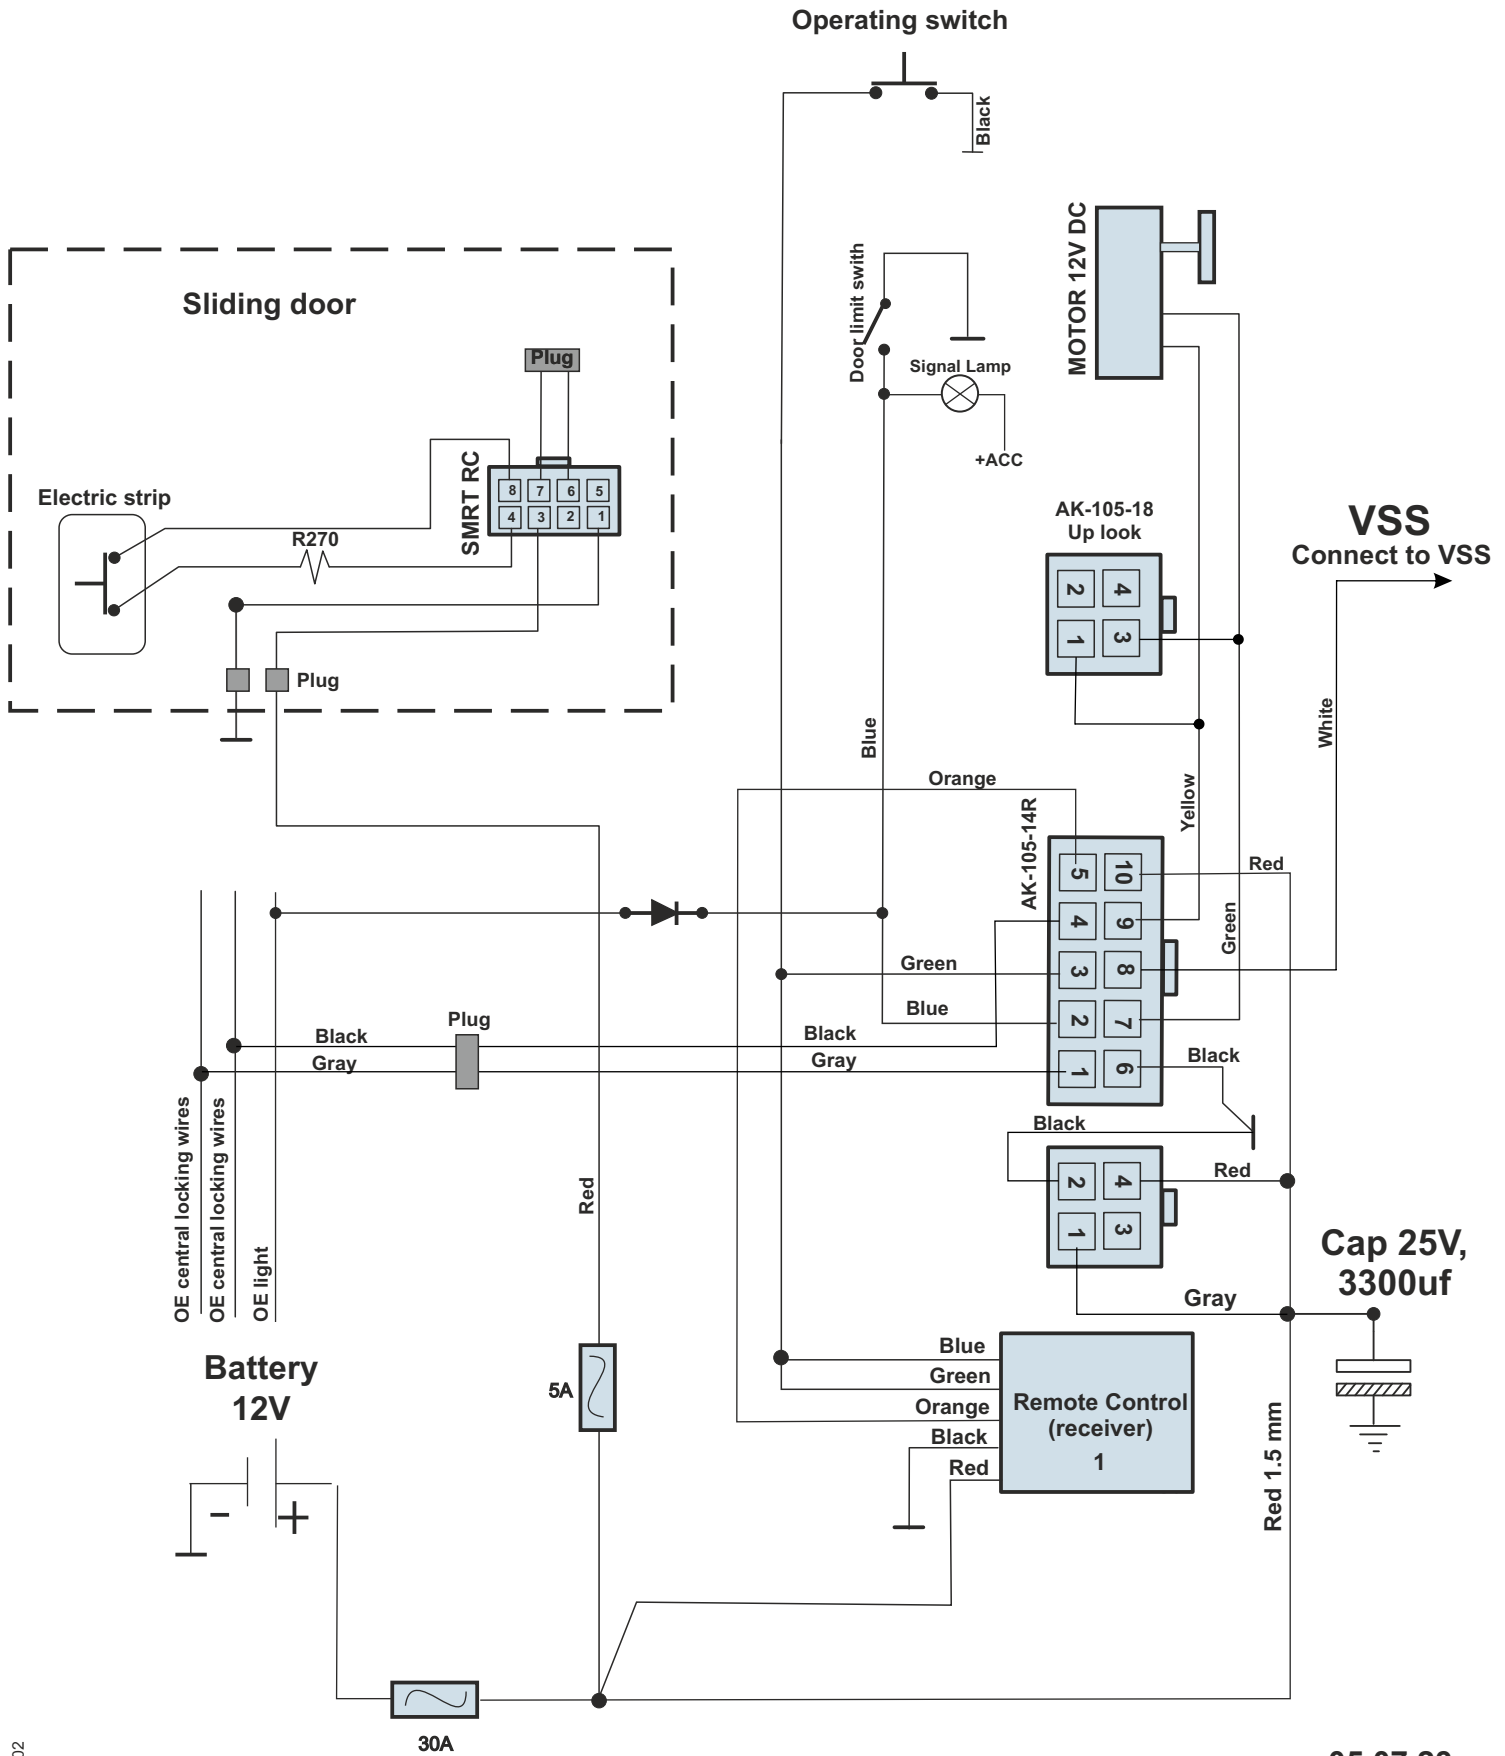 Operating switch
Black
MOTOR 12V DC
Door limit swith
Sliding door
Plug
Signal Lamp
+ACC
SMRT RC
8 7 6 5
4 3 2 1
Electric strip
R270
Plug
AK-105-18
Up look
2 4
1 3
VSS
Connect to VSS
White
Blue
Orange
Yellow
AK-105-14R
5 10
Red
4 9
Green
Green
3 8
Blue
2 7
Plug
Black
Black
Black
Gray
Gray
1 6
Black
OE central locking wires
OE central locking wires
OE light
Red
2 4
Red
1 3
Cap 25V,
3300uf
Gray
Battery
12V
- +
5A
Blue
Green
Orange
Black
Red
Remote Control
(receiver)
1
Red 1.5 mm
30A